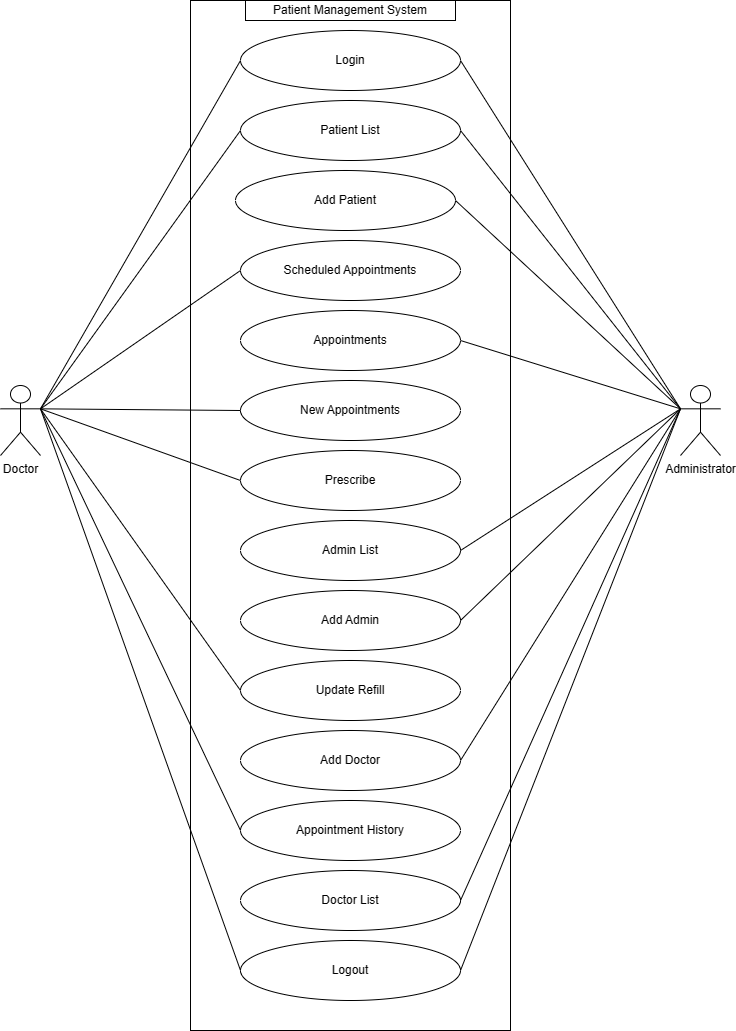 Patient Management System
Login
Patient List
Add Patient
Scheduled Appointments
Appointments
New Appointments
Doctor
Administrator
Prescribe
Admin List
Add Admin
Update Refill
Add Doctor
Appointment History
Doctor List
Logout